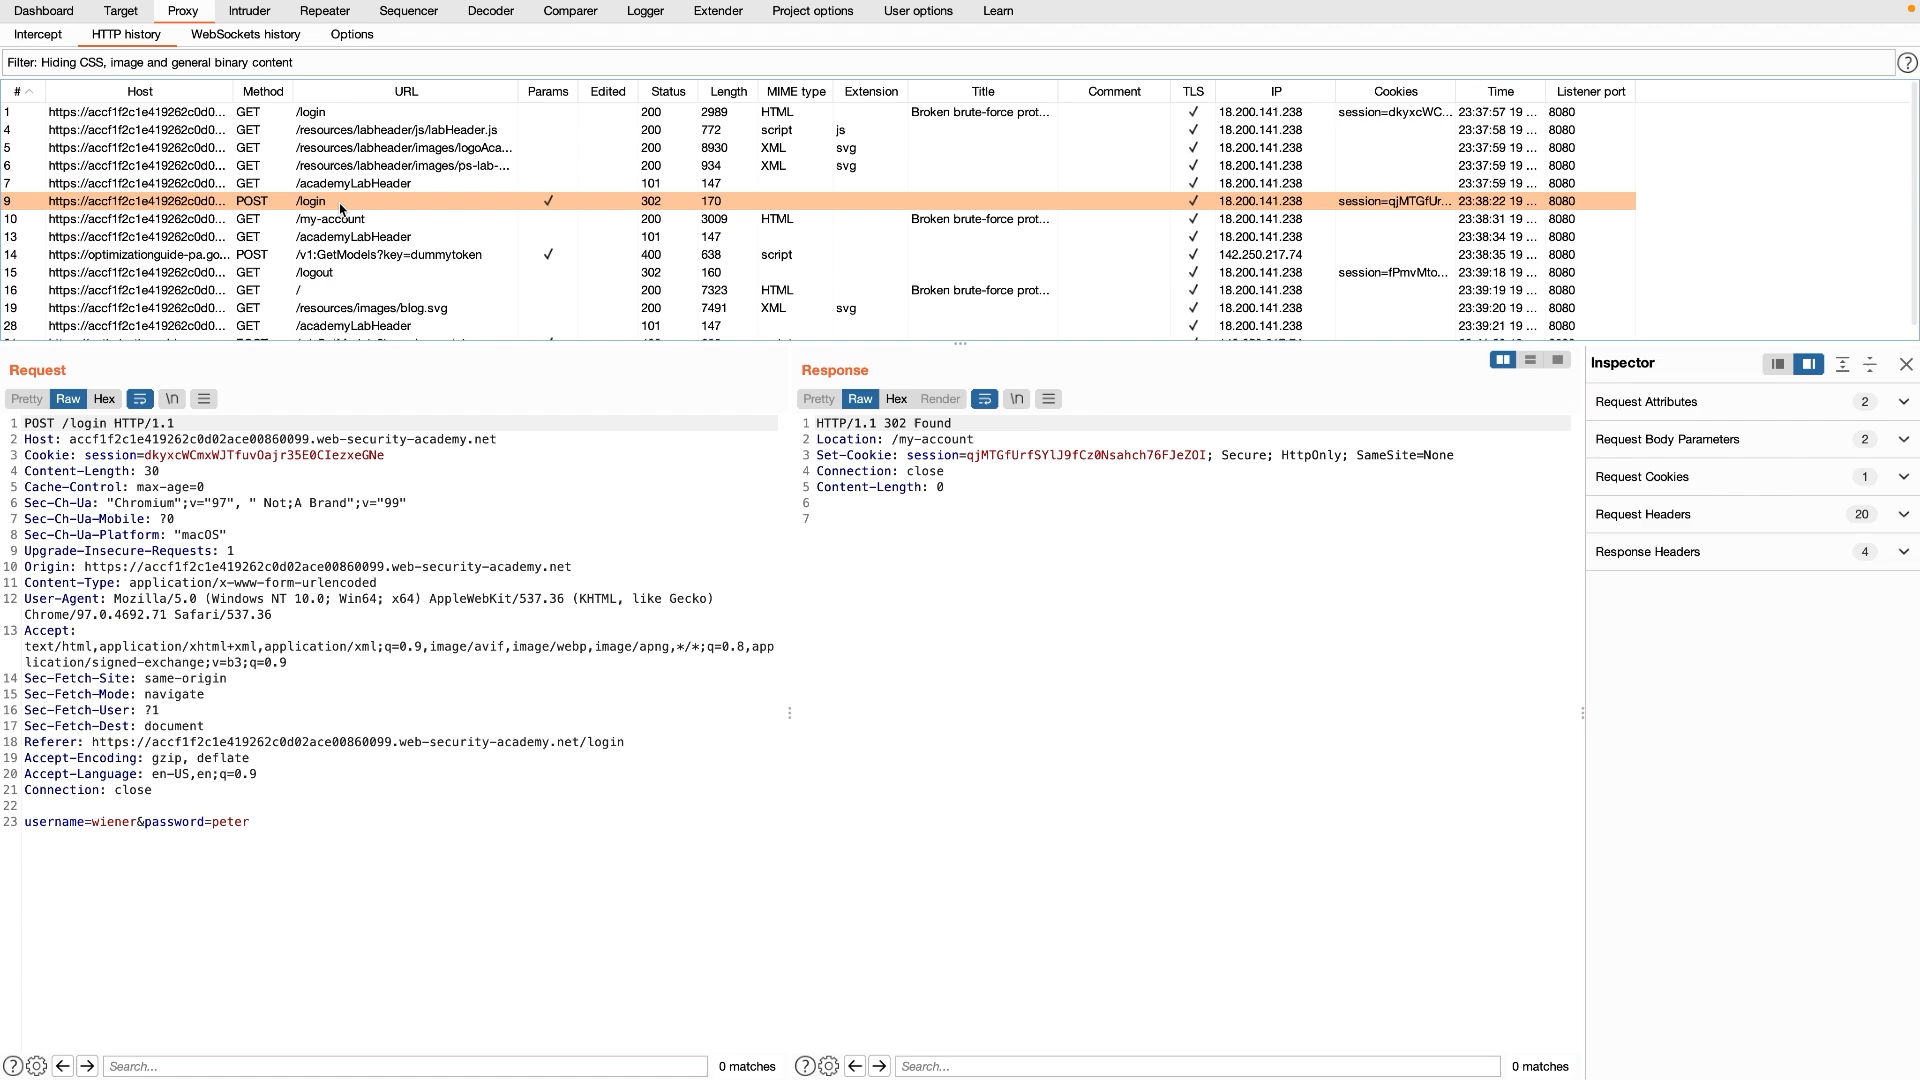 Dashboard Target Proxy Intruder Repeater Sequencer Decoder Comparer Logger Extender Project options User options Learn
Intercept HTTP history WebSockets history Options
Filter: Hiding CSS, image and general binary content
# Host Method URL Params Edited Status Length MIME type Extension Title Comment TLS IP Cookies Time Listener port
1 https://accf1f2c1e419262c0d0... GET /login 200 2989 HTML Broken brute-force prot... ✓ 18.200.141.238 session=dkyxcWC... 23:37:57 19 ... 8080
4 https://accf1f2c1e419262c0d0... GET /resources/labheader/js/labHeader.js 200 772 script js ✓ 18.200.141.238 23:37:58 19 ... 8080
5 https://accf1f2c1e419262c0d0... GET /resources/labheader/images/logoAca... 200 8930 XML svg ✓ 18.200.141.238 23:37:59 19 ... 8080
6 https://accf1f2c1e419262c0d0... GET /resources/labheader/images/ps-lab-... 200 934 XML svg ✓ 18.200.141.238 23:37:59 19 ... 8080
7 https://accf1f2c1e419262c0d0... GET /academyLabHeader 101 147 ✓ 18.200.141.238 23:37:59 19 ... 8080
9 https://accf1f2c1e419262c0d0... POST /login ✓ 302 170 ✓ 18.200.141.238 session=qjMTGfUr... 23:38:22 19 ... 8080
10 https://accf1f2c1e419262c0d0... GET /my-account 200 3009 HTML Broken brute-force prot... ✓ 18.200.141.238 23:38:31 19 ... 8080
13 https://accf1f2c1e419262c0d0... GET /academyLabHeader 101 147 ✓ 18.200.141.238 23:38:34 19 ... 8080
14 https://optimizationguide-pa.go... POST /v1:GetModels?key=dummytoken ✓ 400 638 script ✓ 142.250.217.74 23:38:35 19 ... 8080
15 https://accf1f2c1e419262c0d0... GET /logout 302 160 ✓ 18.200.141.238 session=fPmvMto... 23:39:18 19 ... 8080
16 https://accf1f2c1e419262c0d0... GET / 200 7323 HTML Broken brute-force prot... ✓ 18.200.141.238 23:39:19 19 ... 8080
19 https://accf1f2c1e419262c0d0... GET /resources/images/blog.svg 200 7491 XML svg ✓ 18.200.141.238 23:39:20 19 ... 8080
28 https://accf1f2c1e419262c0d0... GET /academyLabHeader 101 147 ✓ 18.200.141.238 23:39:21 19 ... 8080
Request
Pretty Raw Hex \n
1 POST /login HTTP/1.1
2 Host: accf1f2c1e419262c0d02ace00860099.web-security-academy.net
3 Cookie: session=dkyxcWCmxWJTfuvOajr35E0CIezxeGNe
4 Content-Length: 30
5 Cache-Control: max-age=0
6 Sec-Ch-Ua: "Chromium";v="97", " Not;A Brand";v="99"
7 Sec-Ch-Ua-Mobile: ?0
8 Sec-Ch-Ua-Platform: "macOS"
9 Upgrade-Insecure-Requests: 1
10 Origin: https://accf1f2c1e419262c0d02ace00860099.web-security-academy.net
11 Content-Type: application/x-www-form-urlencoded
12 User-Agent: Mozilla/5.0 (Windows NT 10.0; Win64; x64) AppleWebKit/537.36 (KHTML, like Gecko)
Chrome/97.0.4692.71 Safari/537.36
13 Accept:
text/html,application/xhtml+xml,application/xml;q=0.9,image/avif,image/webp,image/apng,*/*;q=0.8,app
lication/signed-exchange;v=b3;q=0.9
14 Sec-Fetch-Site: same-origin
15 Sec-Fetch-Mode: navigate
16 Sec-Fetch-User: ?1
17 Sec-Fetch-Dest: document
18 Referer: https://accf1f2c1e419262c0d02ace00860099.web-security-academy.net/login
19 Accept-Encoding: gzip, deflate
20 Accept-Language: en-US,en;q=0.9
21 Connection: close
22
23 username=wiener&password=peter
Search... 0 matches
Response
Pretty Raw Hex Render \n
1 HTTP/1.1 302 Found
2 Location: /my-account
3 Set-Cookie: session=qjMTGfUrfSYlJ9fCz0Nsahch76FJeZOI; Secure; HttpOnly; SameSite=None
4 Connection: close
5 Content-Length: 0
6
7
Search... 0 matches
Inspector
Request Attributes 2
Request Body Parameters 2
Request Cookies 1
Request Headers 20
Response Headers 4